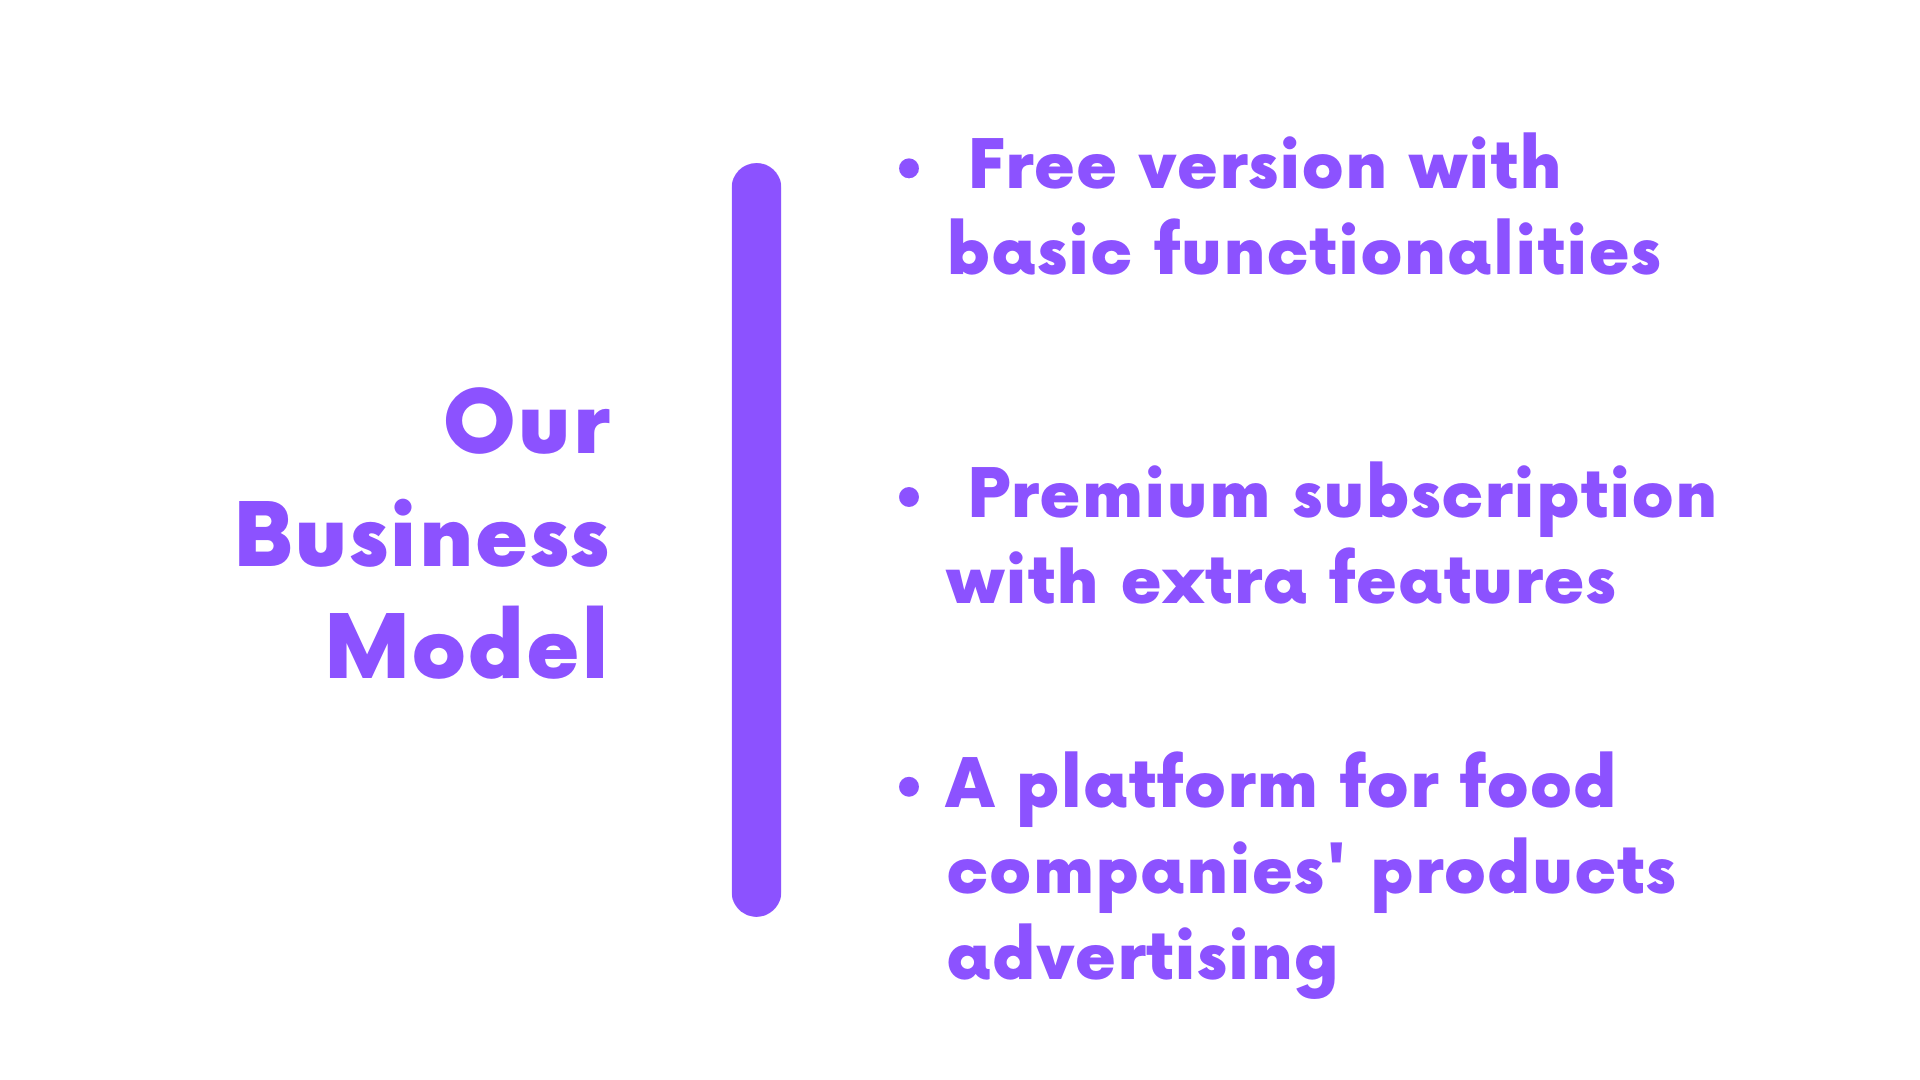 Our
Business
Model
• Free version with
basic functionalities
• Premium subscription
with extra features
• A platform for food
companies' products
advertising